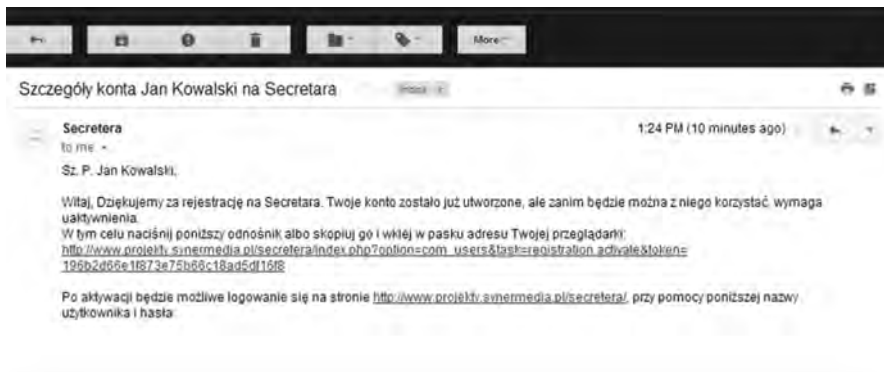 More
Szczegóły konta Jan Kowalski na Secretara
Secretera
1:24 PM (10 minutes ago)
to me
Sz. P. Jan Kowalski,
Witaj, Dziękujemy za rejestrację na Secretara. Twoje konto zostało już utworzone, ale zanim będzie można z niego korzystać, wymaga
uaktywnienia.
W tym celu naciśnij poniższy odnośnik albo skopiuj go i wklej w pasku adresu Twojej przeglądarki:
http://www.projekty.synermedia.pl/secretera/index.php?option=com_users&task=registration.activate&token=
196b2d66e1f873e75b66c18ad5df16f8
Po aktywacji będzie możliwe logowanie się na stronie http://www.projekty.synermedia.pl/secretera/, przy pomocy poniższej nazwy
użytkownika i hasła: